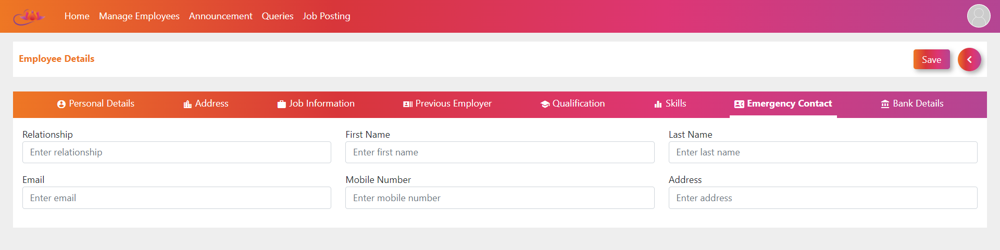 Home Manage Employees Announcement Queries Job Posting
Employee Details
Save
Personal Details Address Job Information Previous Employer Qualification Skills Emergency Contact Bank Details
Relationship First Name Last Name
Enter relationship Enter first name Enter last name
Email Mobile Number Address
Enter email Enter mobile number Enter address